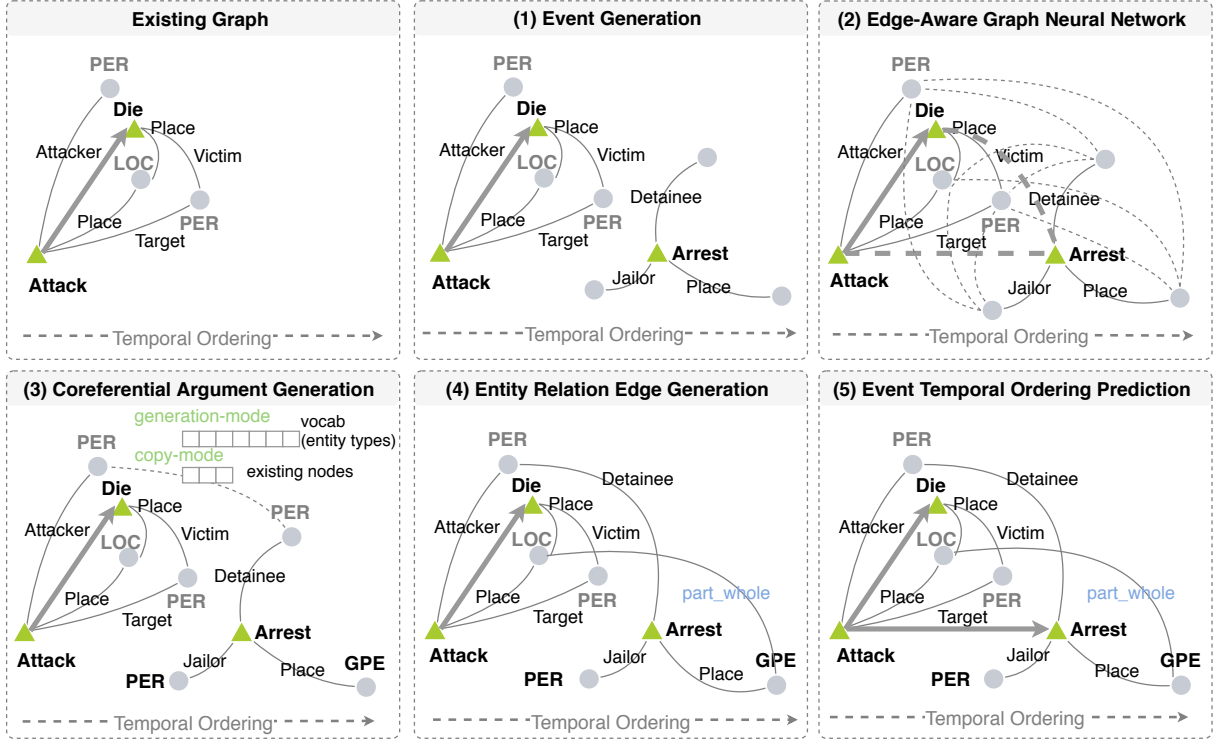 Existing Graph
PER
Die
Place
Attacker
LOC
Victim
Place
PER
Target
Attack
Temporal Ordering
(1) Event Generation
PER
Die
Place
Attacker
LOC
Victim
Detainee
Place
PER
Target
Arrest
Attack
Jailor
Place
Temporal Ordering
(2) Edge-Aware Graph Neural Network
PER
Die
Place
Attacker
LOC
Victim
Detainee
Place
PER
Target
Arrest
Attack
Jailor
Place
Temporal Ordering
(3) Coreferential Argument Generation
generation-mode
vocab
(entity types)
PER
copy-mode
existing nodes
Die
Place
PER
Attacker
LOC
Victim
Detainee
Place
PER
Target
Arrest
Attack
Jailor
GPE
PER
Place
Temporal Ordering
(4) Entity Relation Edge Generation
PER
Detainee
Die
Place
Attacker
LOC
Victim
part_whole
Place
PER
Target
Arrest
Attack
Jailor
GPE
PER
Place
Temporal Ordering
(5) Event Temporal Ordering Prediction
PER
Detainee
Die
Place
Attacker
LOC
Victim
part_whole
Place
PER
Target
Arrest
Attack
Jailor
GPE
PER
Place
Temporal Ordering